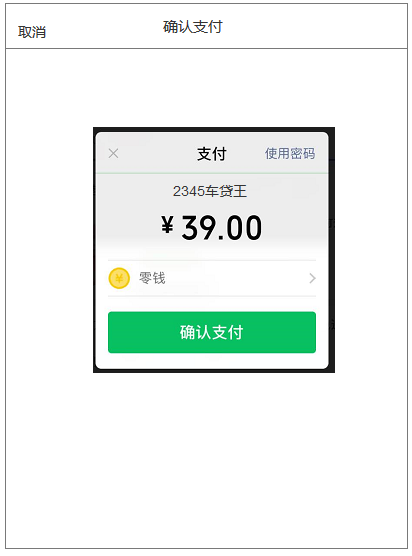 取消 确认支付
支付 使用密码
2345车贷王
¥ 39.00
¥ 零钱
确认支付